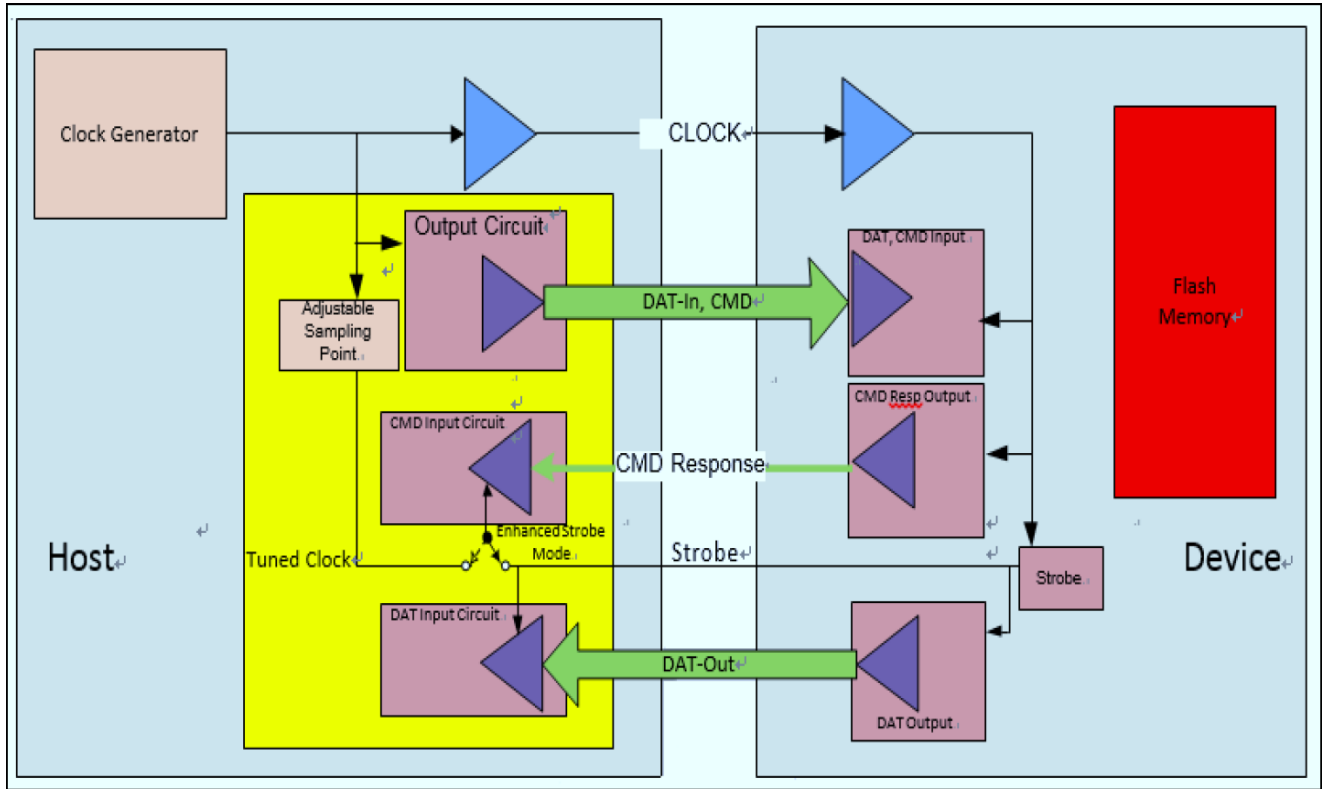 Clock Generator
CLOCK
Output Circuit
DAT, CMD Input
DAT-In, CMD
Flash
Memory
Adjustable
Sampling
Point
CMD Input Circuit
CMD Resp Output
CMD Response
Enhanced Strobe
Mode
Host
Tuned Clock
Strobe
Device
Strobe
DAT Input Circuit
DAT-Out
DAT Output